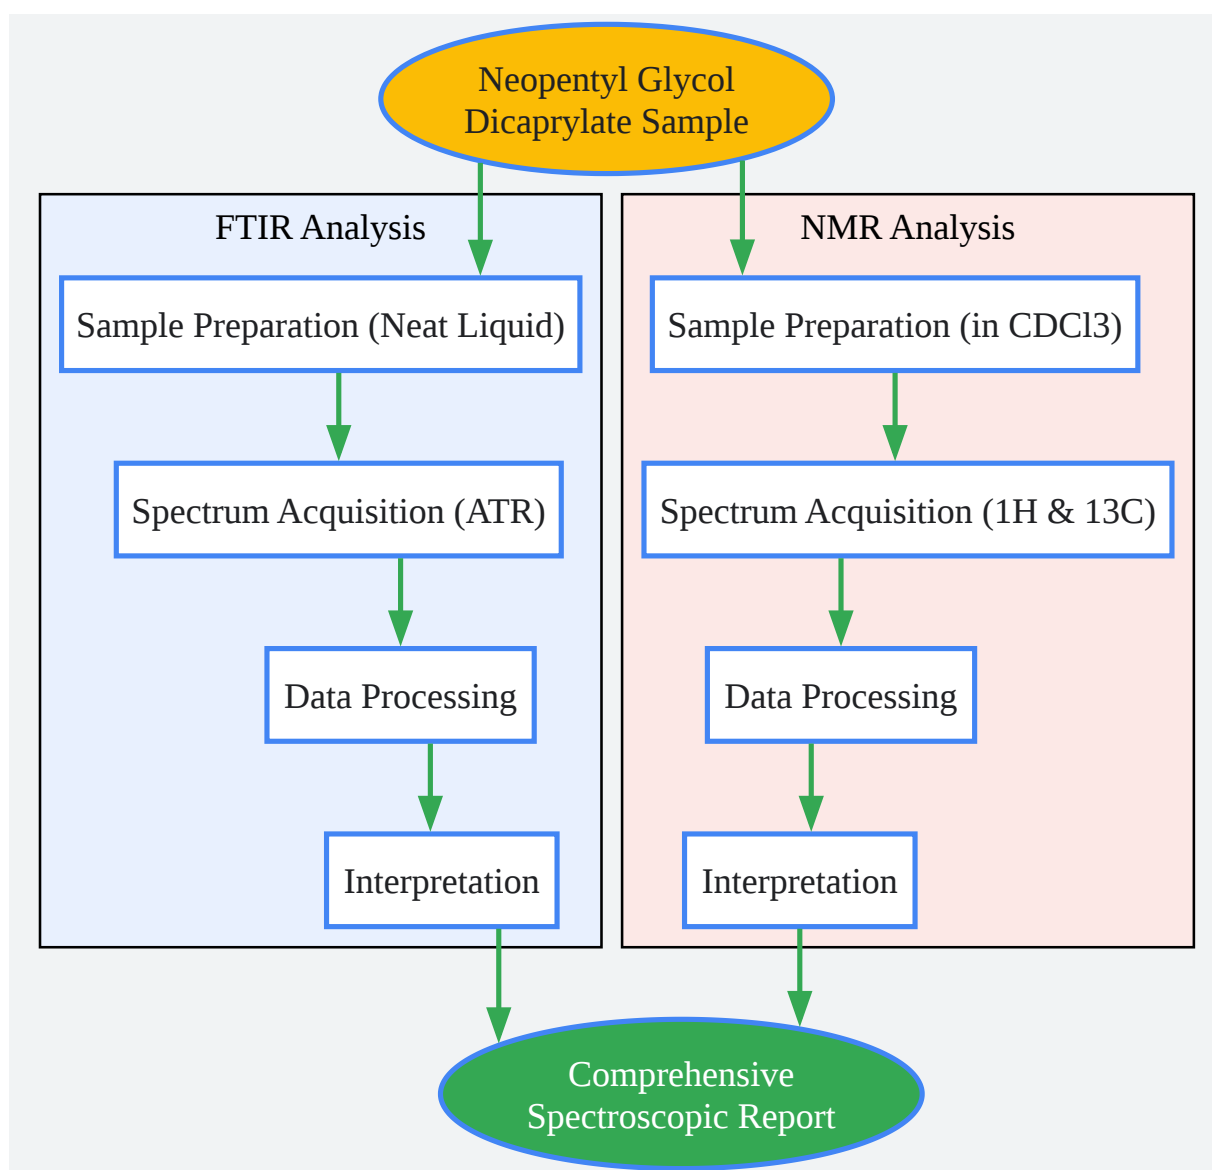 Neopentyl Glycol
Dicaprylate Sample
FTIR Analysis
Sample Preparation (Neat Liquid)
Spectrum Acquisition (ATR)
Data Processing
Interpretation
NMR Analysis
Sample Preparation (in CDCl3)
Spectrum Acquisition (1H & 13C)
Data Processing
Interpretation
Comprehensive
Spectroscopic Report